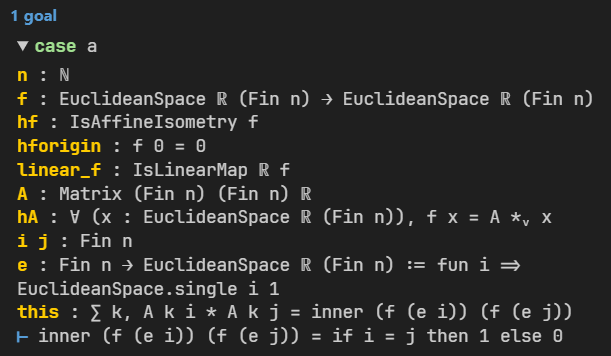 1 goal
▼ case a
n : ℕ
f : EuclideanSpace ℝ (Fin n) → EuclideanSpace ℝ (Fin n)
hf : IsAffineIsometry f
hforigin : f 0 = 0
linear_f : IsLinearMap ℝ f
A : Matrix (Fin n) (Fin n) ℝ
hA : ∀ (x : EuclideanSpace ℝ (Fin n)), f x = A *ᵥ x
i j : Fin n
e : Fin n → EuclideanSpace ℝ (Fin n) := fun i ⇒
EuclideanSpace.single i 1
this : ∑ k, A k i * A k j = inner (f (e i)) (f (e j))
⊢ inner (f (e i)) (f (e j)) = if i = j then 1 else 0